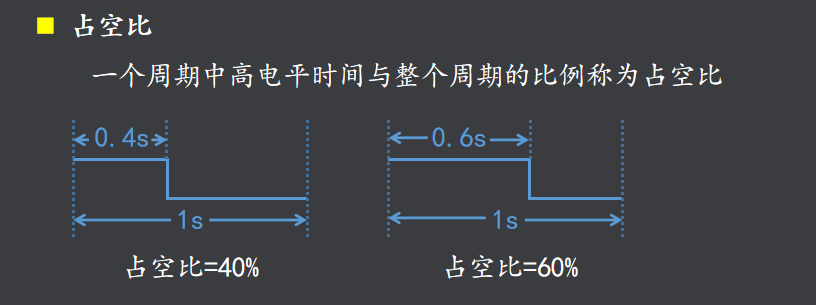 占空比
一个周期中高电平时间与整个周期的比例称为占空比
0.4s 0.6s
1s 1s
占空比=40% 占空比=60%